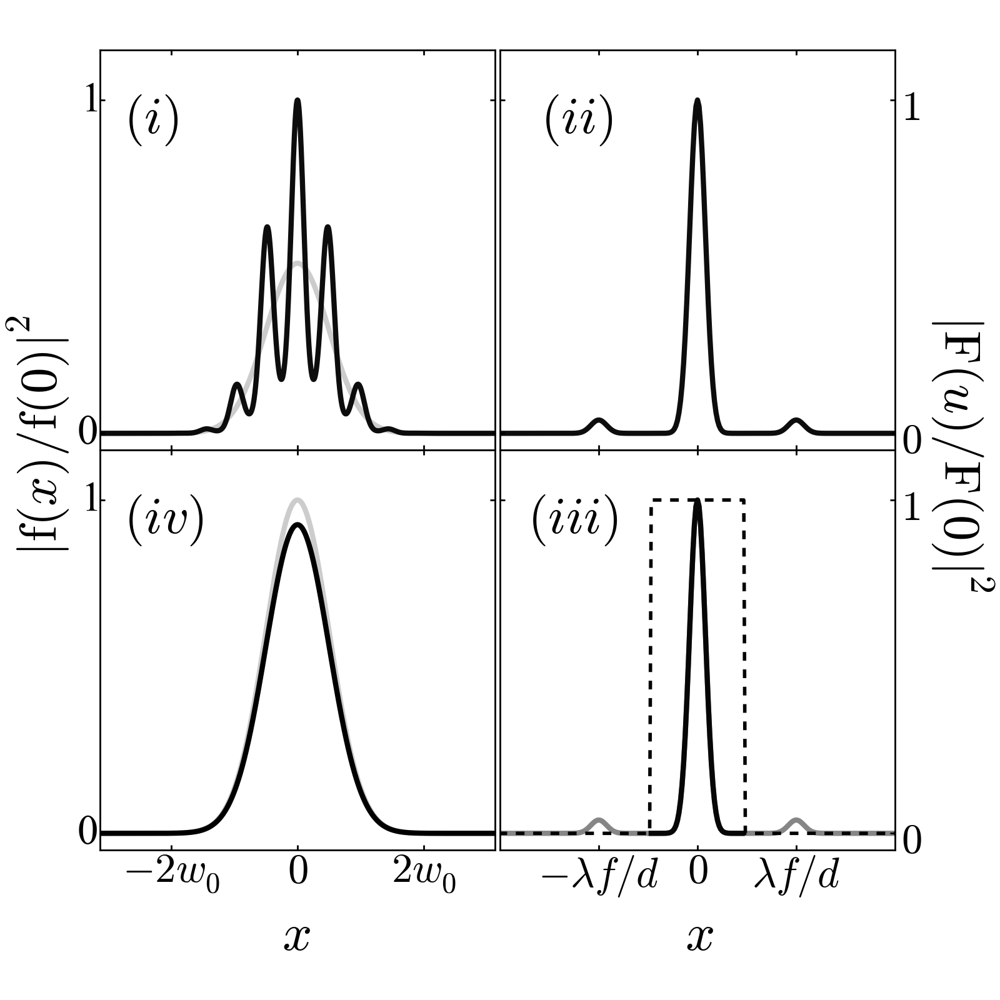 (i)
(ii)
1
1
|f(x)/f(0)|²
|F(u)/F(0)|²
0
0
(iv)
(iii)
1
1
0
0
−2w₀ 0 2w₀
−λf/d 0 λf/d
x
x